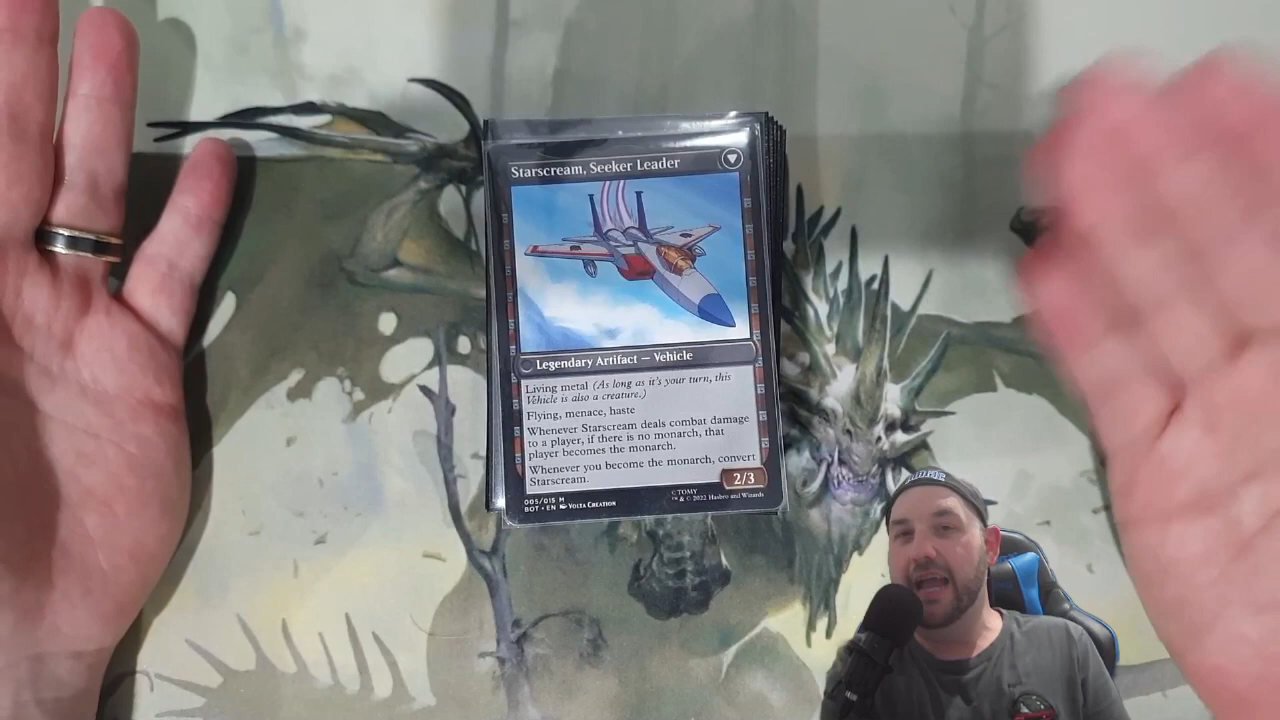 Starscream, Seeker Leader
Legendary Artifact — Vehicle
Living metal (As long as it's your turn, this
Vehicle is also a creature.)
Flying, menace, haste
Whenever Starscream deals combat damage
to a player, if there is no monarch, that
player becomes the monarch.
Whenever you become the monarch, convert
Starscream.
2/3
005/015 M
BOT • EN Volta Creation
© TOMY
™ & © 2022 Hasbro and Wizards